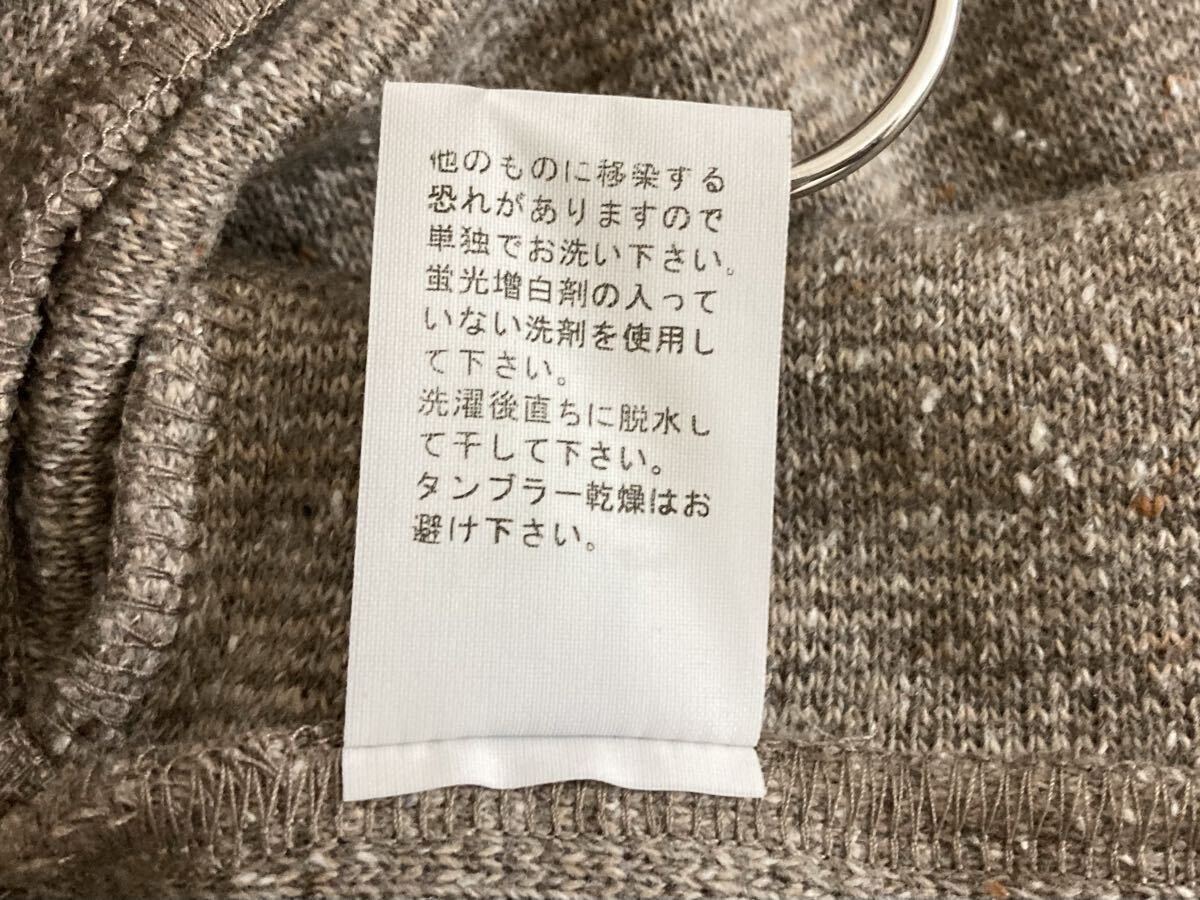 他のものに移染する
恐れがありますので
単独でお洗い下さい。
蛍光増白剤の入って
いない洗剤を使用し
て下さい。
洗濯後直ちに脱水し
て干して下さい。
タンブラー乾燥はお
避け下さい。